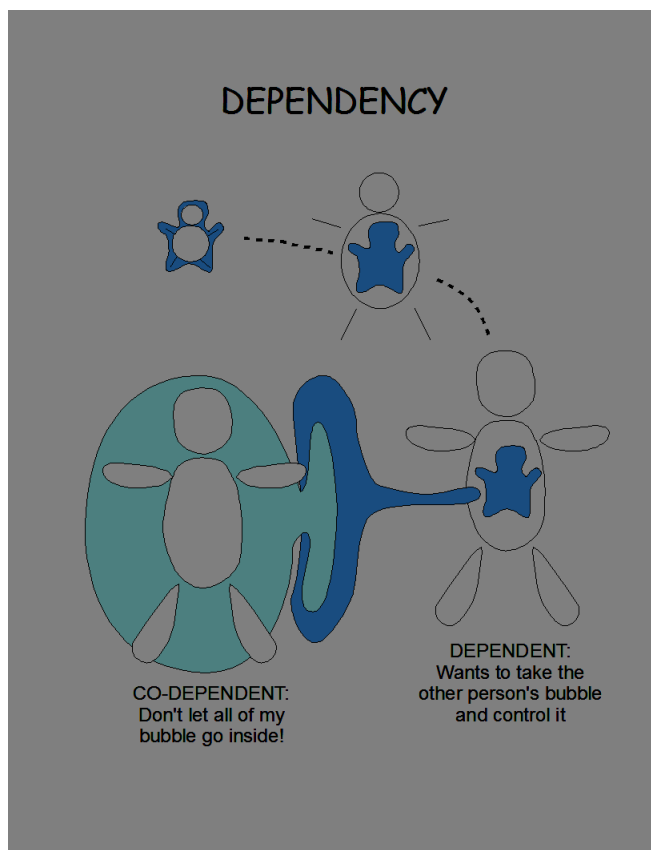 DEPENDENCY
CO-DEPENDENT:
Don't let all of my
bubble go inside!
DEPENDENT:
Wants to take the
other person's bubble
and control it